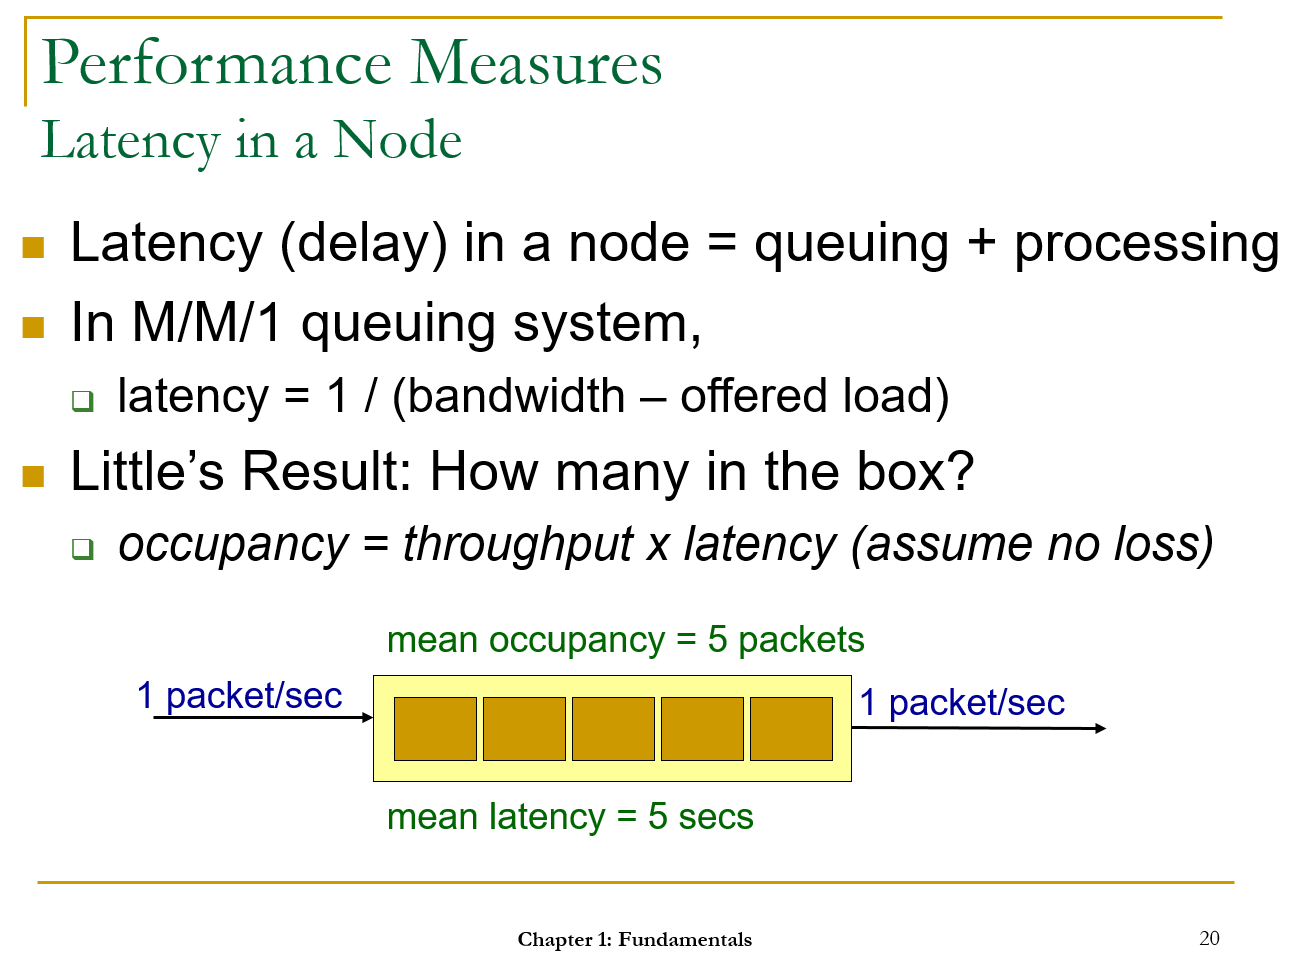 Performance Measures
Latency in a Node
Latency (delay) in a node = queuing + processing
In M/M/1 queuing system,
latency = 1 / (bandwidth – offered load)
Little’s Result: How many in the box?
occupancy = throughput x latency (assume no loss)
mean occupancy = 5 packets
1 packet/sec
1 packet/sec
mean latency = 5 secs
Chapter 1: Fundamentals
20